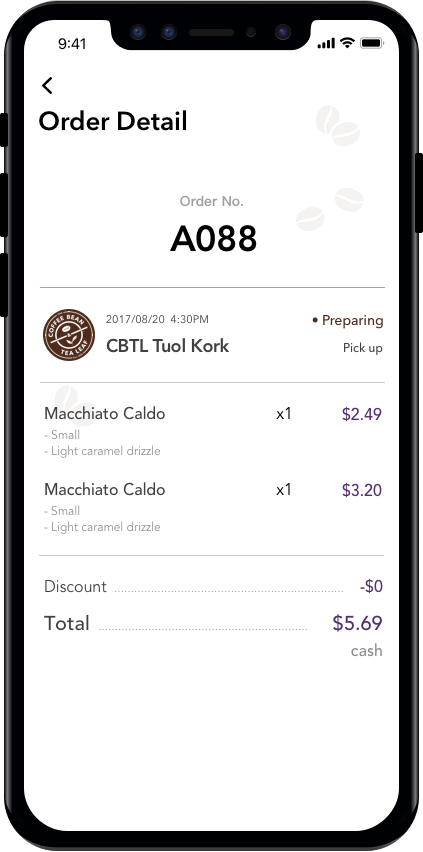 9:41
Order Detail
Order No.
A088
COFFEE BEAN
TEA LEAF
2017/08/20 4:30PM
• Preparing
CBTL Tuol Kork
Pick up
Macchiato Caldo x1 $2.49
- Small
- Light caramel drizzle
Macchiato Caldo x1 $3.20
- Small
- Light caramel drizzle
Discount -$0
Total $5.69
cash